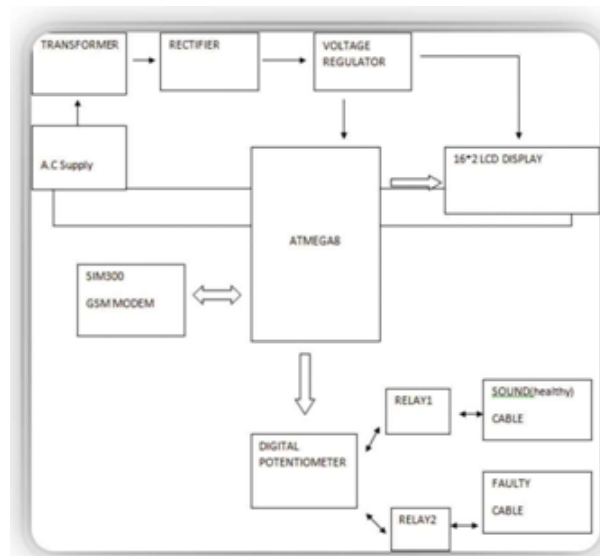 TRANSFORMER
RECTIFIER
VOLTAGE
REGULATOR
A.C Supply
16*2 LCD DISPLAY
ATMEGA8
SIM300
GSM MODEM
RELAY1
SOUND(healthy)
CABLE
DIGITAL
POTENTIOMETER
RELAY2
FAULTY
CABLE